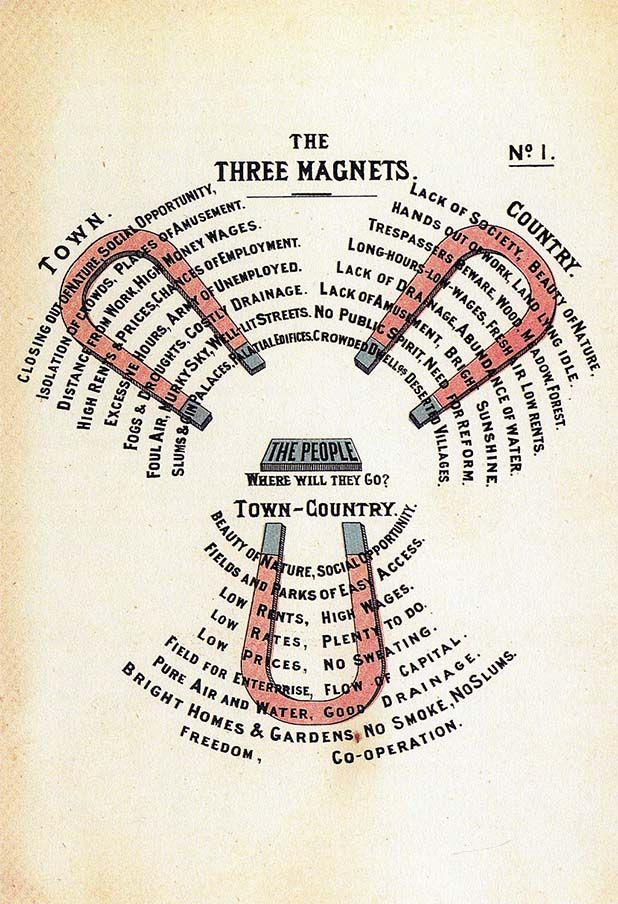 THE
THREE MAGNETS.
No 1.
TOWN.
CLOSING OUT OF NATURE. SOCIAL OPPORTUNITY,
ISOLATION OF CROWDS. PLACES OF AMUSEMENT.
DISTANCE FROM WORK. HIGH MONEY WAGES.
HIGH RENTS & PRICES. CHANCES OF EMPLOYMENT.
EXCESSIVE HOURS. ARMY OF UNEMPLOYED.
FOGS & DROUGHTS. COSTLY DRAINAGE.
FOUL AIR, MURKY SKY, WELL-LIT STREETS.
SLUMS & GIN PALACES, PALATIAL EDIFICES.
COUNTRY.
LACK OF SOCIETY, BEAUTY OF NATURE,
HANDS OUT OF WORK, LAND LYING IDLE.
TRESPASSERS BEWARE. WOOD, MEADOW, FOREST.
LONG-HOURS-LOW-WAGES. FRESH AIR LOW RENTS.
LACK OF DRAINAGE, ABUNDANCE OF WATER.
LACK OF AMUSEMENT, BRIGHT SUNSHINE.
NO PUBLIC SPIRIT, NEED FOR REFORM.
CROWDED DWELLGS DESERTED VILLAGES.
THE PEOPLE
WHERE WILL THEY GO?
TOWN-COUNTRY.
BEAUTY OF NATURE, SOCIAL OPPORTUNITY.
FIELDS AND PARKS OF EASY ACCESS.
LOW RENTS, HIGH WAGES.
LOW RATES, PLENTY TO DO.
LOW PRICES, NO SWEATING.
FIELD FOR ENTERPRISE, FLOW OF CAPITAL.
PURE AIR AND WATER, GOOD DRAINAGE.
BRIGHT HOMES & GARDENS, NO SMOKE, NO SLUMS.
FREEDOM, CO-OPERATION.